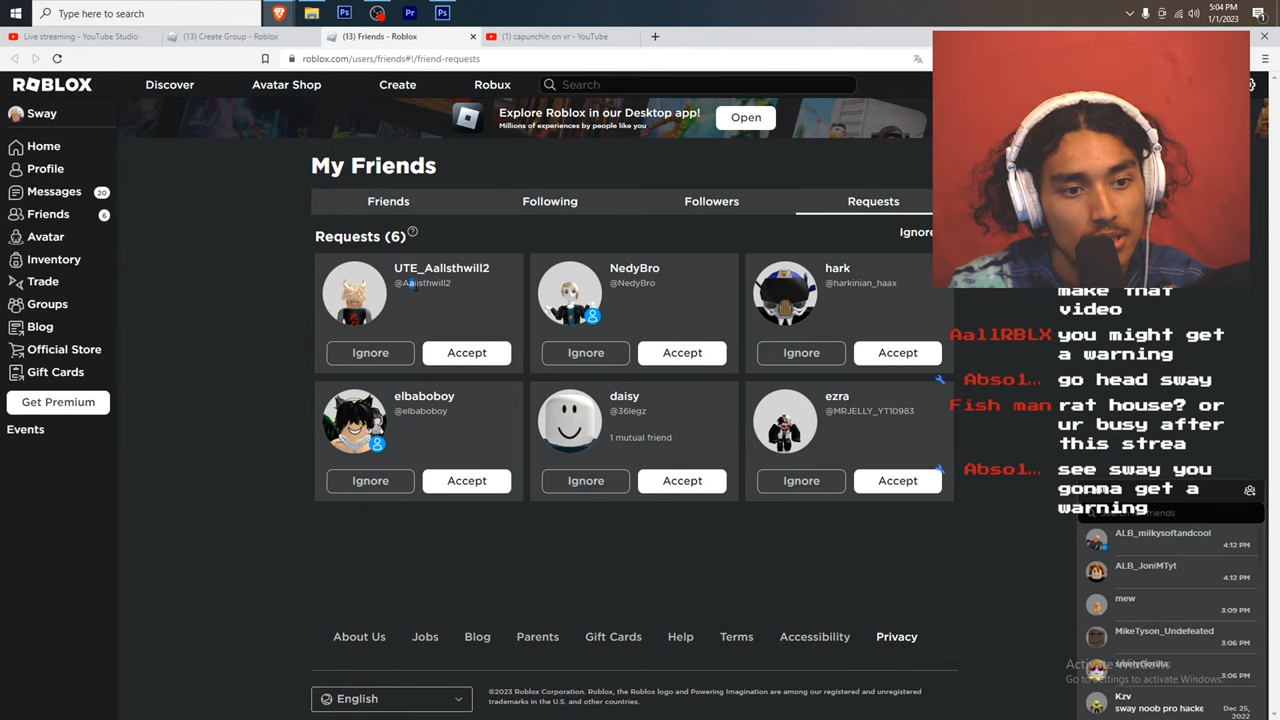 Type here to search
5:04 PM
1/1/2023
Live streaming - YouTube Studio
(13) Create Group - Roblox
(13) Friends - Roblox
(1) capunchin on vr - YouTube
roblox.com/users/friends#!/friend-requests
ROBLOX
Discover
Avatar Shop
Create
Robux
Search
Sway
Home
Profile
Messages
20
Friends
6
Avatar
Inventory
Trade
Groups
Blog
Official Store
Gift Cards
Get Premium
Events
Explore Roblox in our Desktop app!
Millions of experiences by people like you
Open
My Friends
Friends
Following
Followers
Requests
Requests (6)
Ignore
UTE_Aallsthwill2
NedyBro
@NedyBro
hark
@harkinian_haax
Ignore
Accept
Ignore
Accept
Ignore
Accept
elbaboboy
@elbaboboy
daisy
@36legz
1 mutual friend
ezra
@MRJELLY_YT10983
Ignore
Accept
Ignore
Accept
Ignore
Accept
make that
video
AallRBLX you might get
a warning
Absol... go head sway
Fish man rat house? or
ur busy after
this strea
Absol... see sway you
gonna get a
warning
ALB_milkysoftandcool
4:12 PM
ALB_JoniMTyt
4:12 PM
mew
3:09 PM
MikeTyson_Undefeated
3:06 PM
3:06 PM
Activate Windows
Go to Settings to activate Windows.
Kzv
sway noob pro hacke
Dec 25,
2022
About Us
Jobs
Blog
Parents
Gift Cards
Help
Terms
Accessibility
Privacy
English
©2023 Roblox Corporation. Roblox, the Roblox logo and Powering Imagination are among our registered and unregistered
trademarks in the U.S. and other countries.